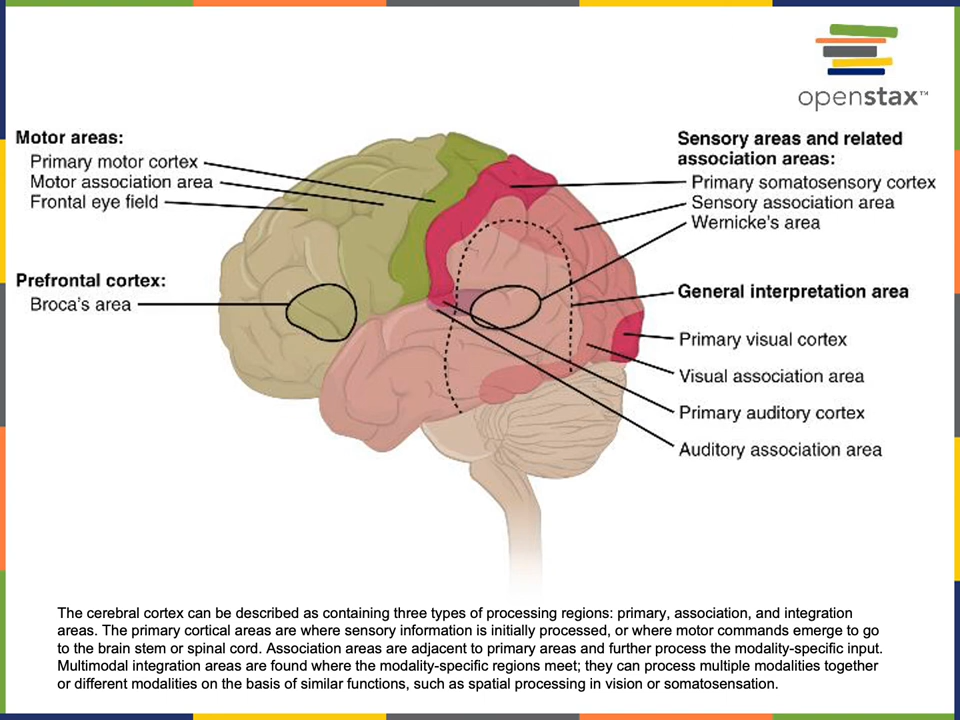 openstax™
Motor areas:
Primary motor cortex
Motor association area
Frontal eye field
Prefrontal cortex:
Broca's area
Sensory areas and related
association areas:
Primary somatosensory cortex
Sensory association area
Wernicke's area
General interpretation area
Primary visual cortex
Visual association area
Primary auditory cortex
Auditory association area
The cerebral cortex can be described as containing three types of processing regions: primary, association, and integration
areas. The primary cortical areas are where sensory information is initially processed, or where motor commands emerge to go
to the brain stem or spinal cord. Association areas are adjacent to primary areas and further process the modality-specific input.
Multimodal integration areas are found where the modality-specific regions meet; they can process multiple modalities together
or different modalities on the basis of similar functions, such as spatial processing in vision or somatosensation.